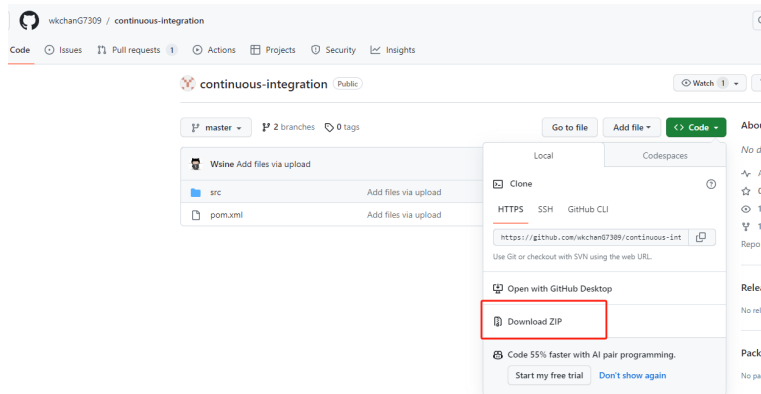 wkchanG7309 / continuous-integration
Code Issues Pull requests 1 Actions Projects Security Insights
continuous-integration Public Watch 1
master 2 branches 0 tags Go to file Add file Code
Wsine Add files via upload
src Add files via upload
pom.xml Add files via upload
Local Codespaces
Clone
HTTPS SSH GitHub CLI
https://github.com/wkchanG7309/continuous-int
Use Git or checkout with SVN using the web URL.
Open with GitHub Desktop
Download ZIP
Code 55% faster with AI pair programming.
Start my free trial Don't show again
Abou
No d
A
1
1
Repo
Rele
No rel
Pack
No pa